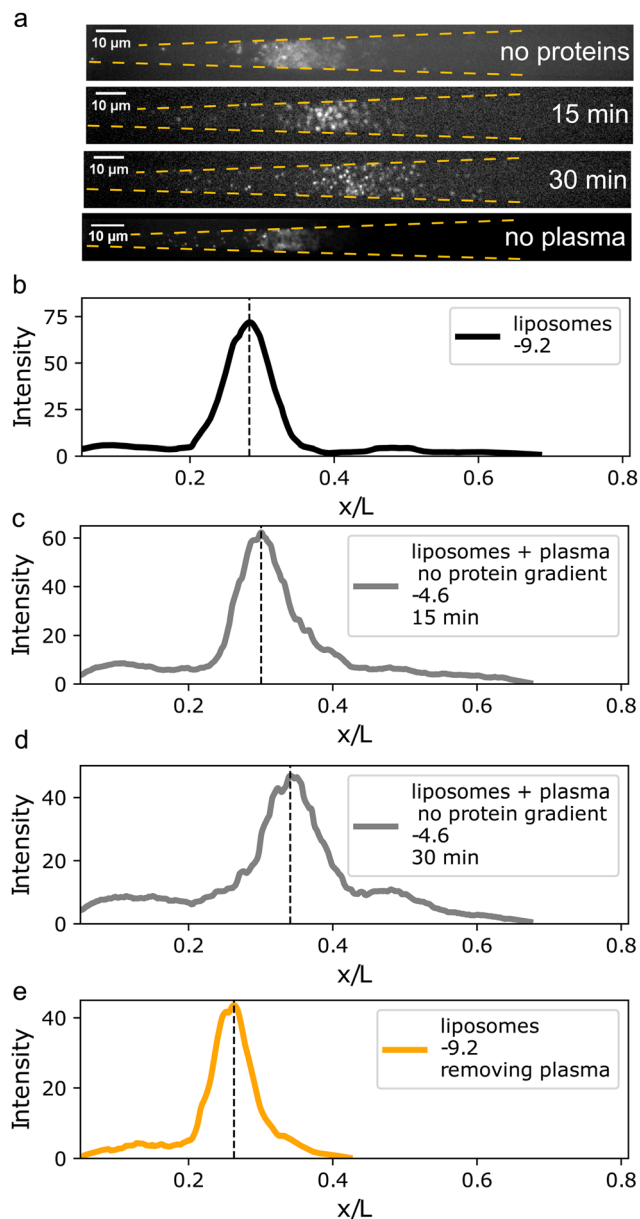 a
10 µm
no proteins
10 µm
15 min
10 µm
30 min
10 µm
no plasma
b
Intensity
75
50
25
0
liposomes
-9.2
0.2 0.4 0.6 0.8
x/L
c
Intensity
60
40
20
0
liposomes + plasma
no protein gradient
-4.6
15 min
0.2 0.4 0.6 0.8
x/L
d
Intensity
40
20
0
liposomes + plasma
no protein gradient
-4.6
30 min
0.2 0.4 0.6 0.8
x/L
e
Intensity
40
20
0
liposomes
-9.2
removing plasma
0.2 0.4 0.6 0.8
x/L